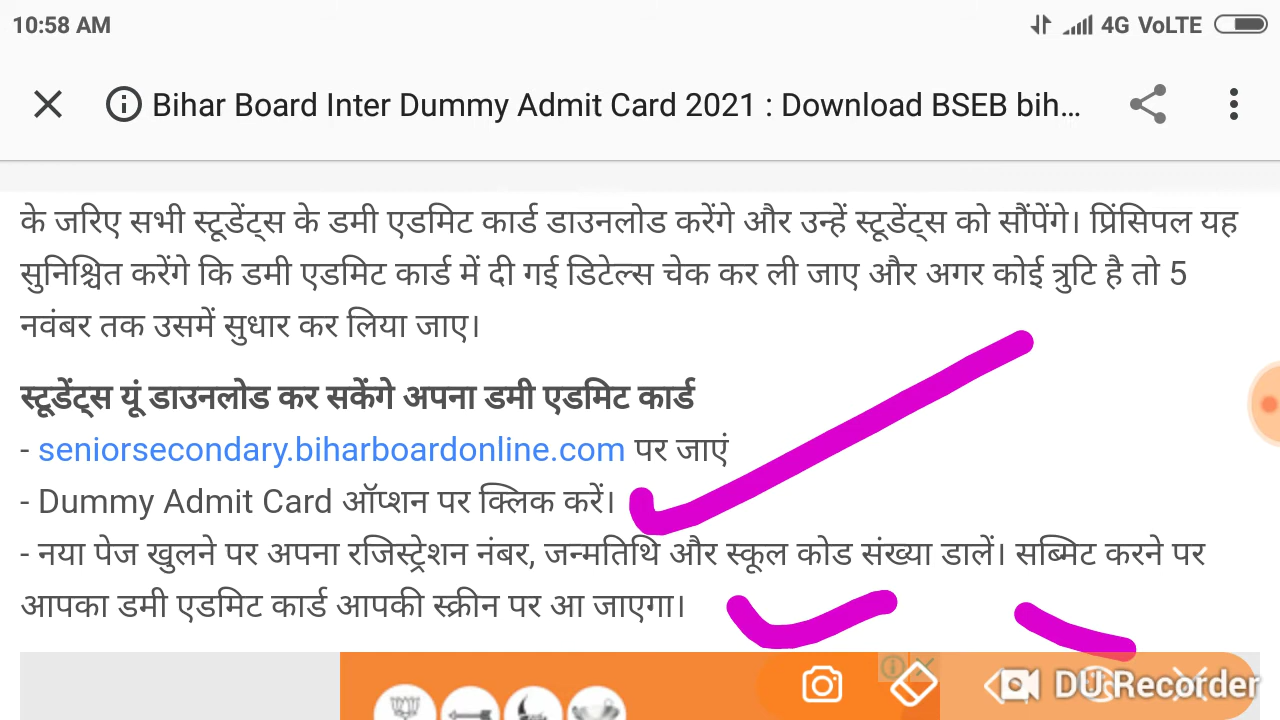 10:58 AM 4G VoLTE
Bihar Board Inter Dummy Admit Card 2021 : Download BSEB bih...
के जरिए सभी स्टूडेंट्स के डमी एडमिट कार्ड डाउनलोड करेंगे और उन्हें स्टूडेंट्स को सौंपेंगे। प्रिंसिपल यह
सुनिश्चित करेंगे कि डमी एडमिट कार्ड में दी गई डिटेल्स चेक कर ली जाए और अगर कोई त्रुटि है तो 5
नवंबर तक उसमें सुधार कर लिया जाए।
स्टूडेंट्स यूं डाउनलोड कर सकेंगे अपना डमी एडमिट कार्ड
- seniorsecondary.biharboardonline.com पर जाएं
- Dummy Admit Card ऑप्शन पर क्लिक करें।
- नया पेज खुलने पर अपना रजिस्ट्रेशन नंबर, जन्मतिथि और स्कूल कोड संख्या डालें। सब्मिट करने पर
आपका डमी एडमिट कार्ड आपकी स्क्रीन पर आ जाएगा।
DU Recorder